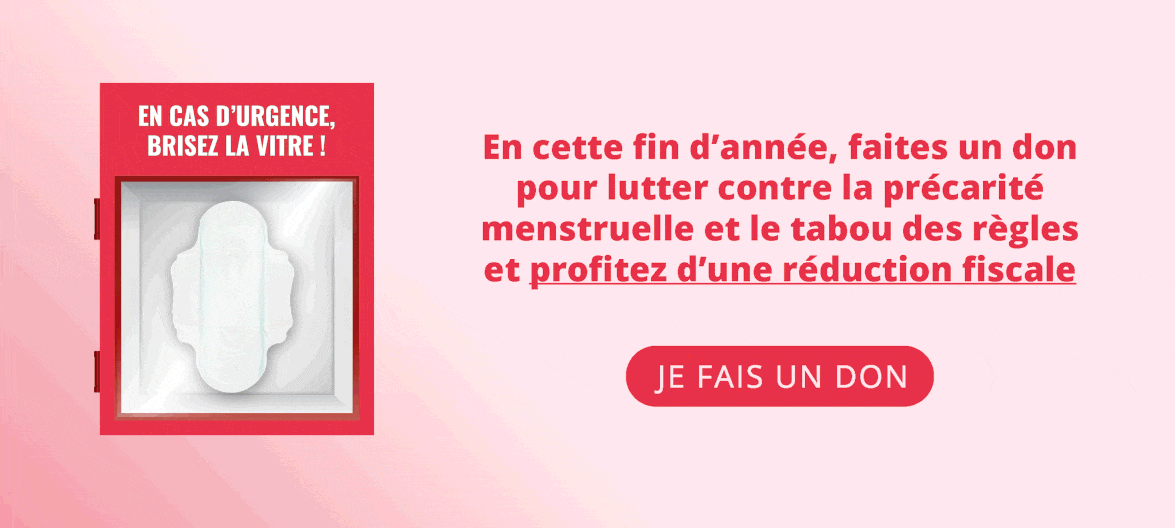 EN CAS D’URGENCE,
BRISEZ LA VITRE !
En cette fin d’année, faites un don
pour lutter contre la précarité
menstruelle et le tabou des règles
et profitez d’une réduction fiscale
JE FAIS UN DON